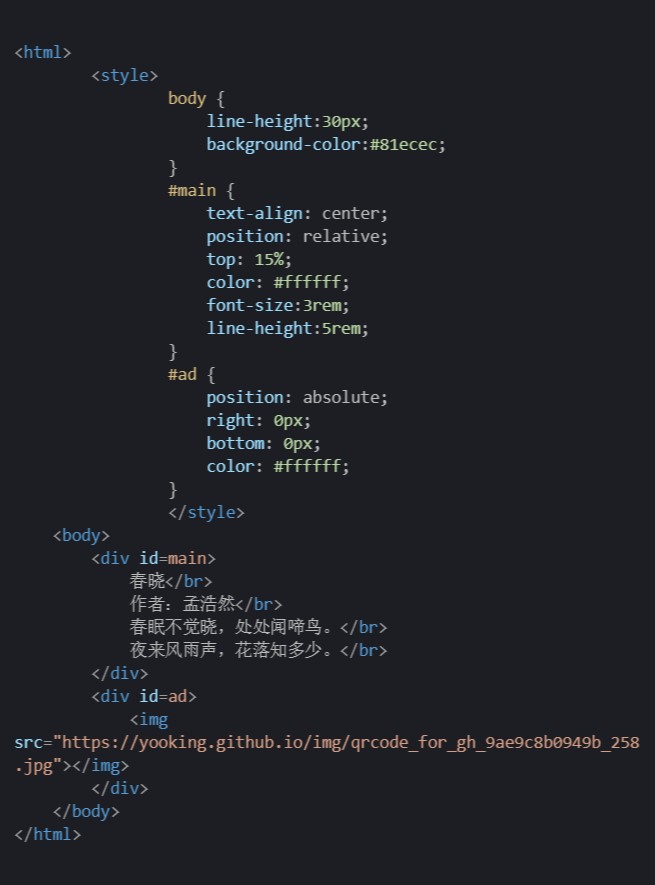 <html>
<style>
body {
line-height:30px;
background-color:#81ecec;
}
#main {
text-align: center;
position: relative;
top: 15%;
color: #ffffff;
font-size:3rem;
line-height:5rem;
}
#ad {
position: absolute;
right: 0px;
bottom: 0px;
color: #ffffff;
}
</style>
<body>
<div id=main>
春晓</br>
作者：孟浩然</br>
春眠不觉晓，处处闻啼鸟。</br>
夜来风雨声，花落知多少。</br>
</div>
<div id=ad>
<img
src="https://yooking.github.io/img/qrcode_for_gh_9ae9c8b0949b_258
.jpg"></img>
</div>
</body>
</html>